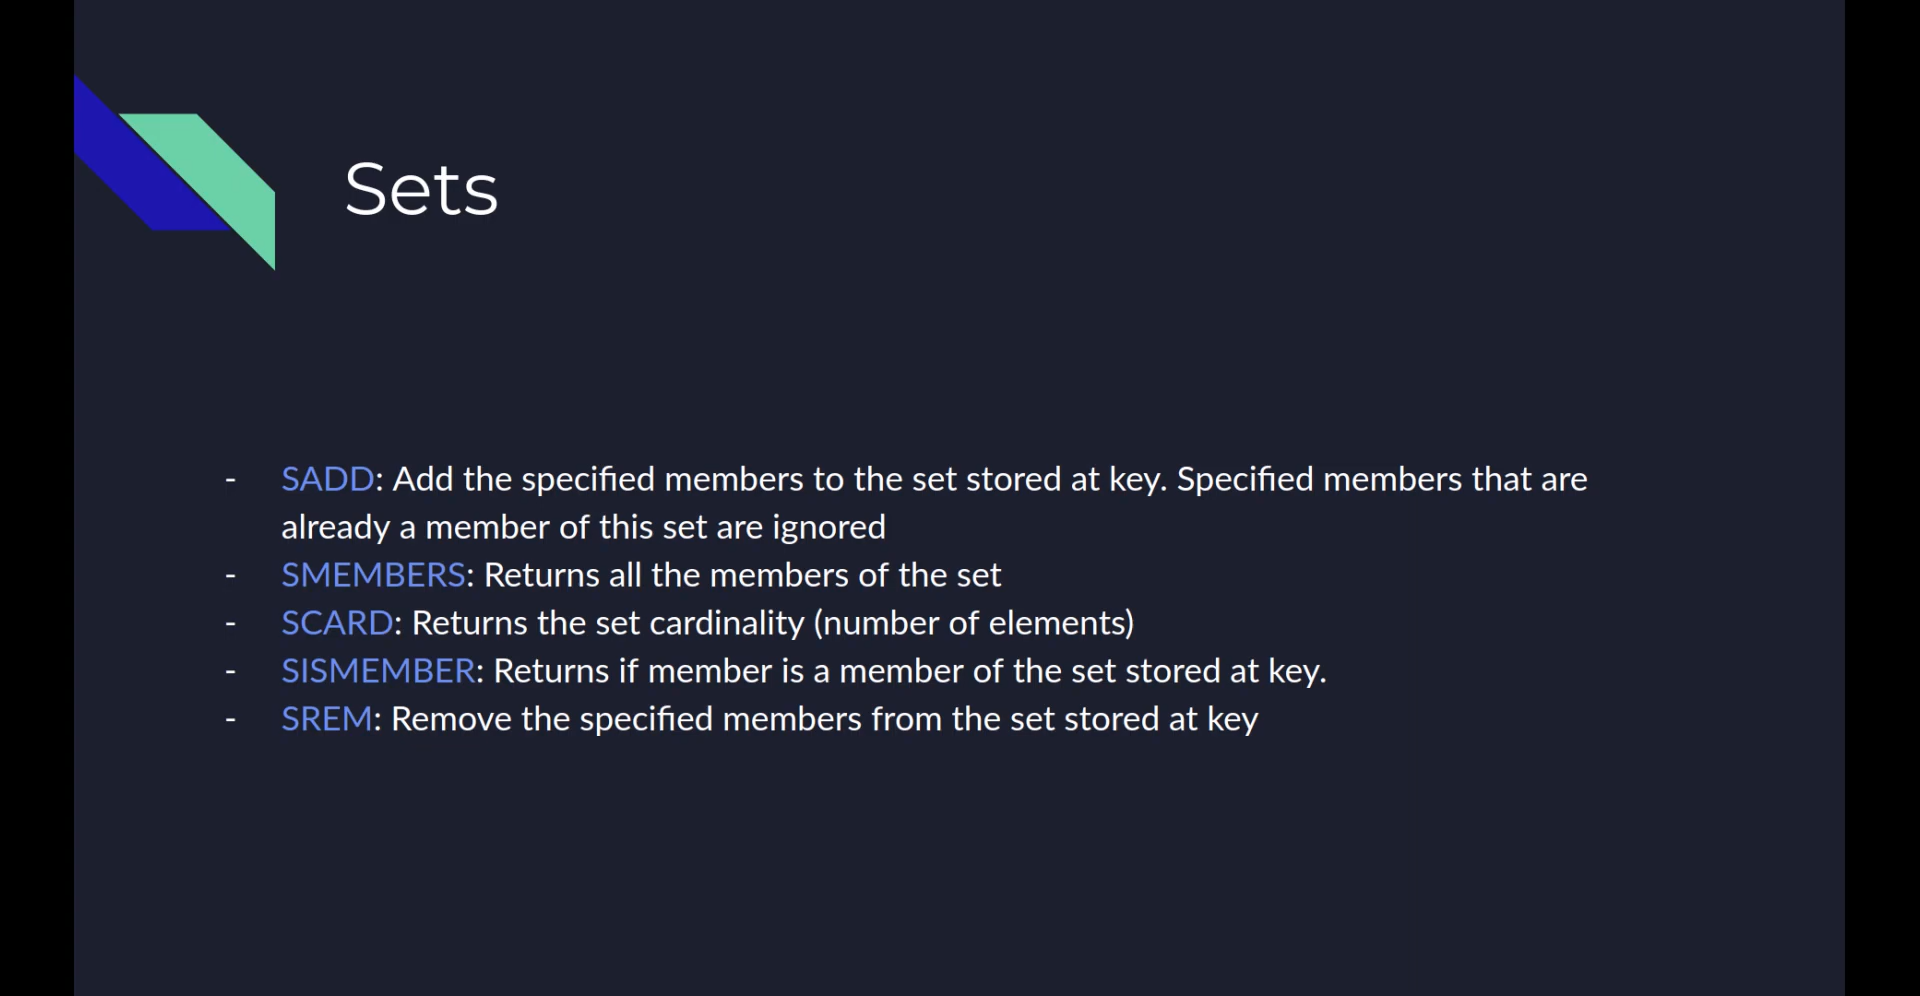 Sets
- SADD: Add the specified members to the set stored at key. Specified members that are
already a member of this set are ignored
- SMEMBERS: Returns all the members of the set
- SCARD: Returns the set cardinality (number of elements)
- SISMEMBER: Returns if member is a member of the set stored at key.
- SREM: Remove the specified members from the set stored at key